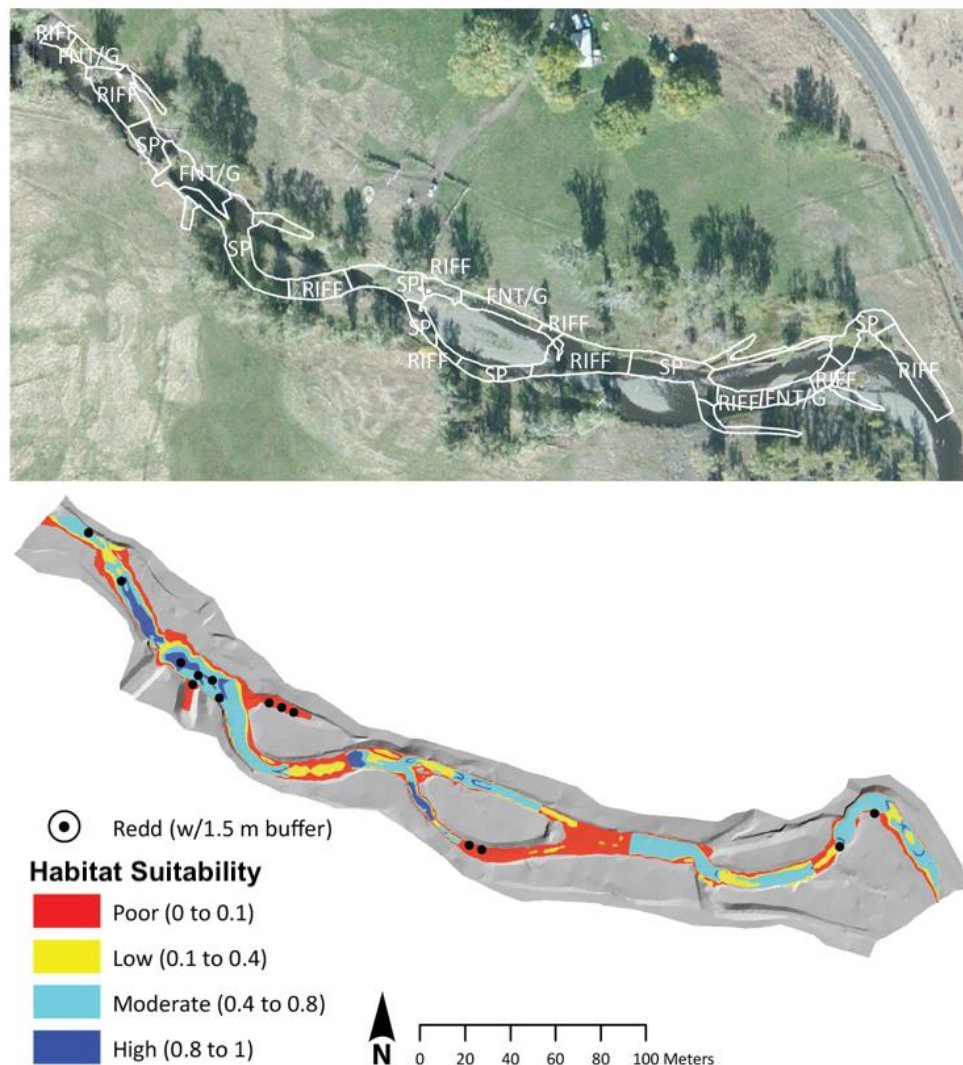 RIFF
FNT/G
RIFF
SP
FNT/G
SP
RIFF
RIFF
SP
FNT/G
SP
RIFF
RIFF
SP
RIFF
SP
RIFF
FNT/G
RIFF
SP
RIFF
Redd (w/1.5 m buffer)
Habitat Suitability
Poor (0 to 0.1)
Low (0.1 to 0.4)
Moderate (0.4 to 0.8)
High (0.8 to 1)
N
0 20 40 60 80 100 Meters